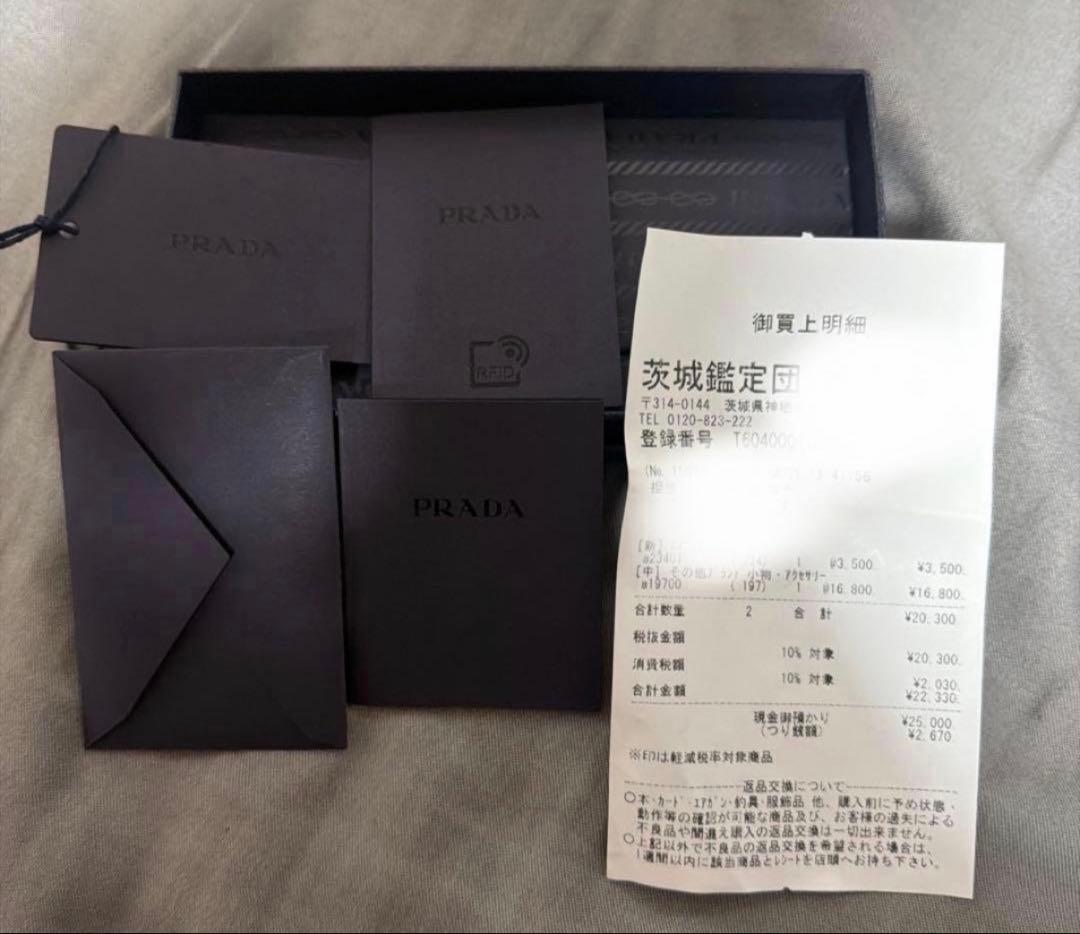 PRADA
PRADA
RFID
PRADA
PRADA
御買上明細
茨城鑑定団
〒314-0144 茨城県神
TEL 0120-823-222
登録番号 T604000
(No.
[新]
1 @3,500 ¥3,500
[中] その他ブランド小物・アクセサリー
a19700 ( 197) 1 @16,800 ¥16,800
合計数量 2 合 計 ¥20,300
税抜金額
10% 対象 ¥20,300
消費税額
10% 対象 ¥2,030
合計金額 ¥22,330
現金御預かり ¥25,000
(つり銭額) ¥2,670
は軽減税率対象商品
返品交換について
○本・カード・エアガン・釣具・服飾品 他、購入前に予め状態・
動作等の確認が可能な商品及び、お客様の過失による
不良品や間違え購入の返品交換は一切出来ません。
○上記以外で不良品の返品交換を希望される場合は、
1週間以内に該当商品とレシートを店頭へお持ち下さい。